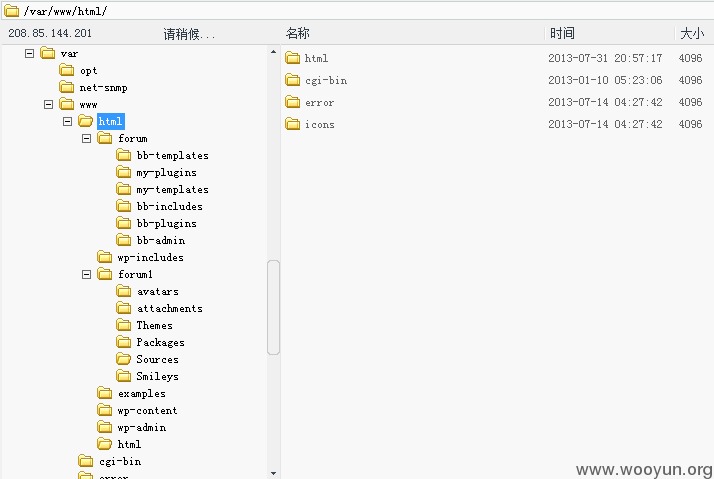 /var/www/html/
208.85.144.201 请稍候...
名称 时间 大小
var
opt
net-snmp
www
html
forum
bb-templates
my-plugins
my-templates
bb-includes
bb-plugins
bb-admin
wp-includes
forum1
avatars
attachments
Themes
Packages
Sources
Smileys
examples
wp-content
wp-admin
html
cgi-bin
error
html 2013-07-31 20:57:17 4096
cgi-bin 2013-01-10 05:23:06 4096
error 2013-07-14 04:27:42 4096
icons 2013-07-14 04:27:42 4096
www.wooyun.org